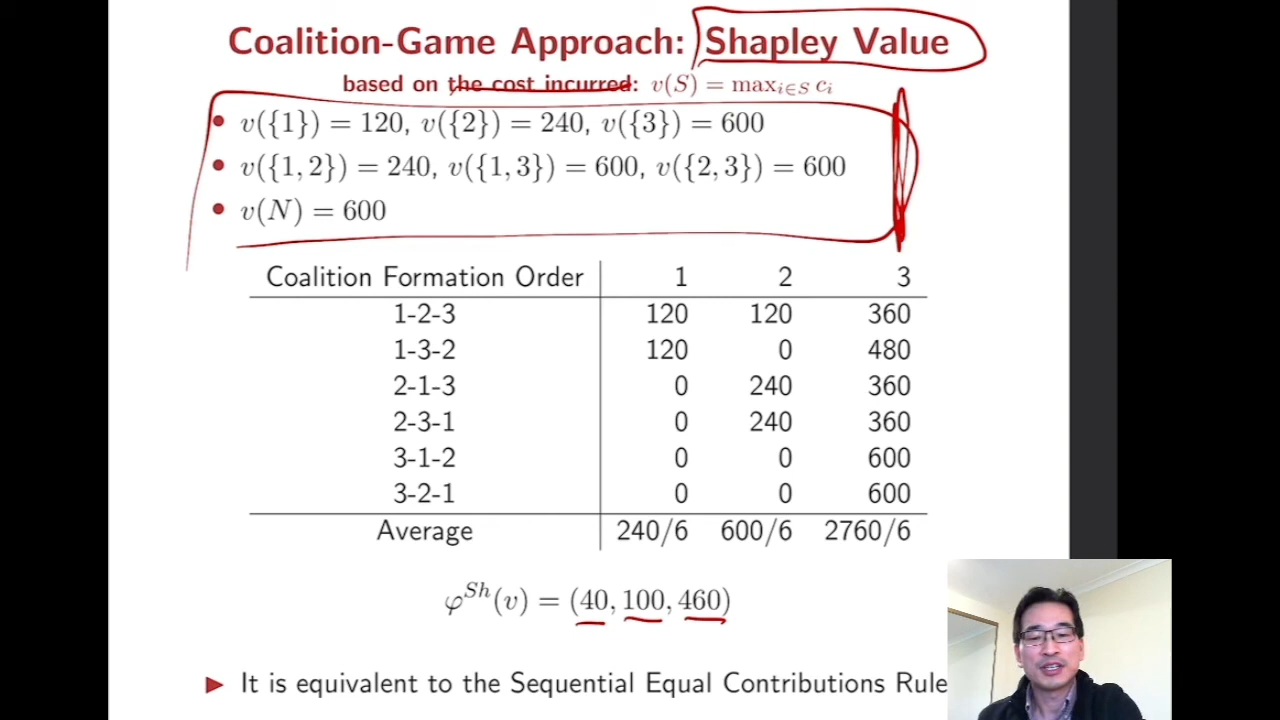 Coalition-Game Approach: Shapley Value
based on the cost incurred: v(S) = max_{i∈S} c_i
• v({1}) = 120, v({2}) = 240, v({3}) = 600
• v({1, 2}) = 240, v({1, 3}) = 600, v({2, 3}) = 600
• v(N) = 600
Coalition Formation Order 1 2 3
1-2-3 120 120 360
1-3-2 120 0 480
2-1-3 0 240 360
2-3-1 0 240 360
3-1-2 0 0 600
3-2-1 0 0 600
Average 240/6 600/6 2760/6
φ^{Sh}(v) = (40, 100, 460)
▶ It is equivalent to the Sequential Equal Contributions Rule